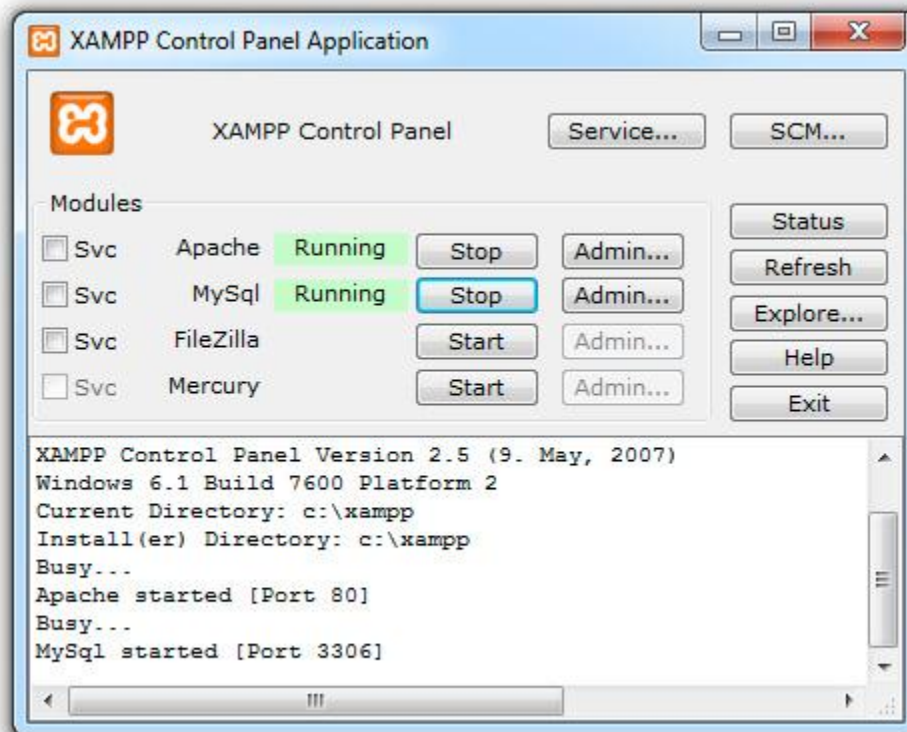 XAMPP Control Panel Application
XAMPP Control Panel Service... SCM...
Modules
Status
Svc Apache Running Stop Admin...
Refresh
Svc MySql Running Stop Admin...
Explore...
Svc FileZilla Start Admin...
Help
Svc Mercury Start Admin...
Exit
XAMPP Control Panel Version 2.5 (9. May, 2007)
Windows 6.1 Build 7600 Platform 2
Current Directory: c:\xampp
Install(er) Directory: c:\xampp
Busy...
Apache started [Port 80]
Busy...
MySql started [Port 3306]